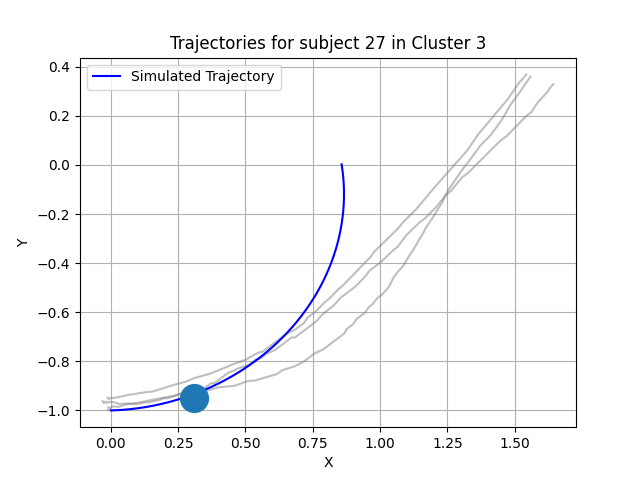 Trajectories for subject 27 in Cluster 3
Simulated Trajectory
0.4
0.2
0.0
−0.2
−0.4
−0.6
−0.8
−1.0
Y
0.00 0.25 0.50 0.75 1.00 1.25 1.50
X